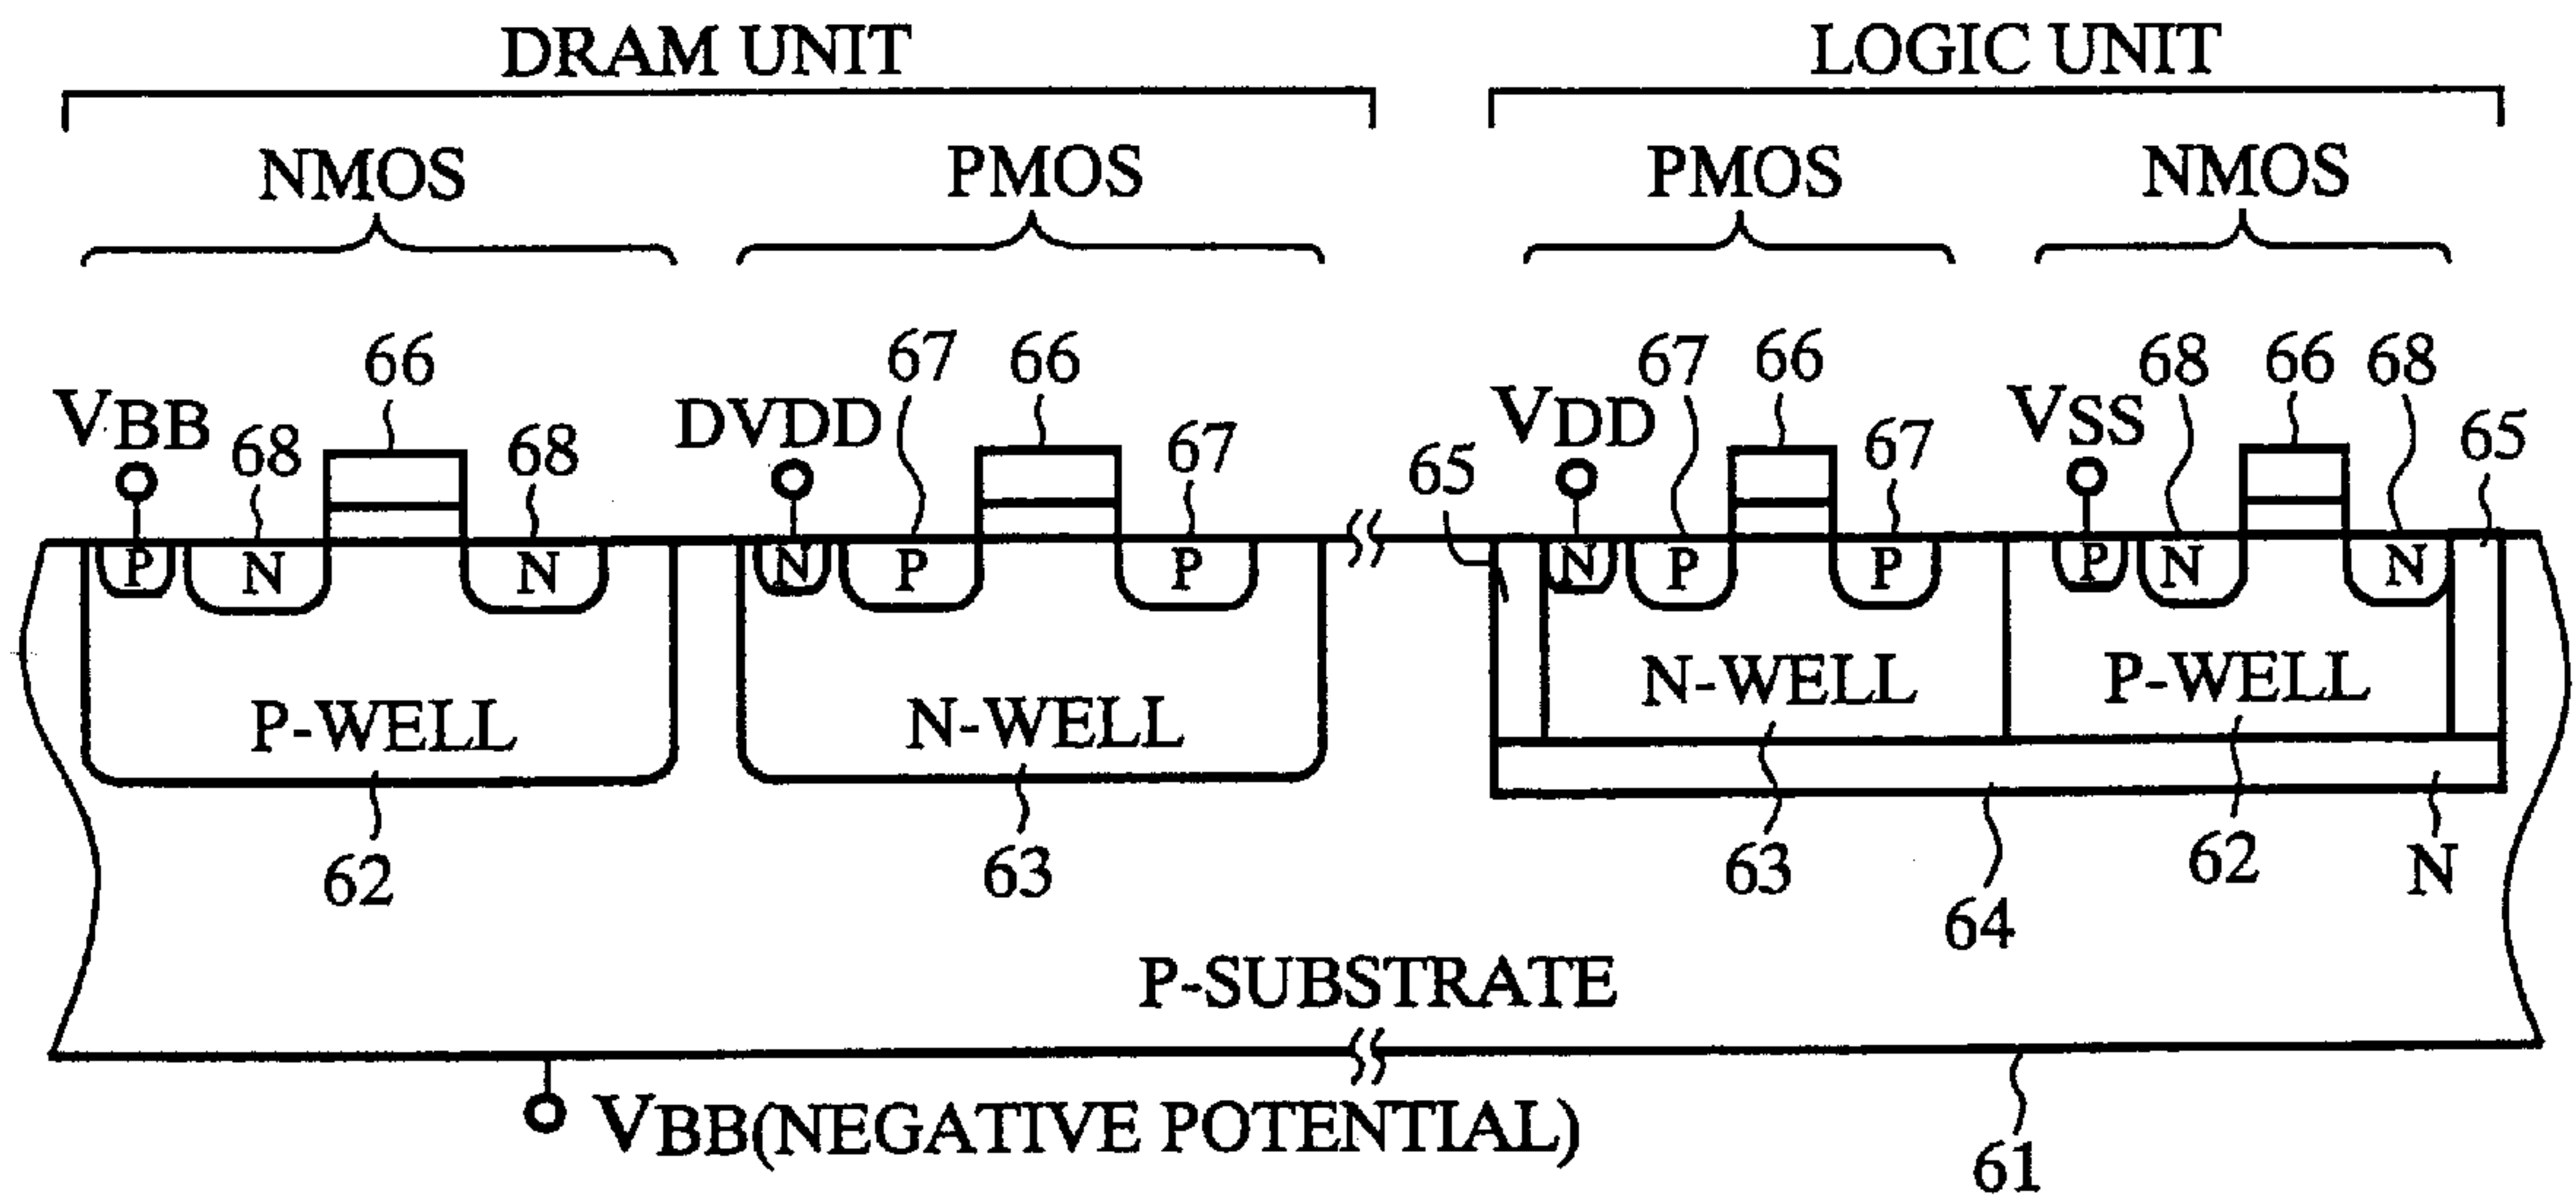 DRAM UNIT LOGIC UNIT
NMOS PMOS PMOS NMOS
66 67 66 67 66 68 66 68
VBB 68 68 DVDD 67 65 VDD 67 VSS 65
P N N N P P N P P P N N
P-WELL N-WELL N-WELL P-WELL
62 63 63 64 62 N
P-SUBSTRATE
VBB(NEGATIVE POTENTIAL) 61